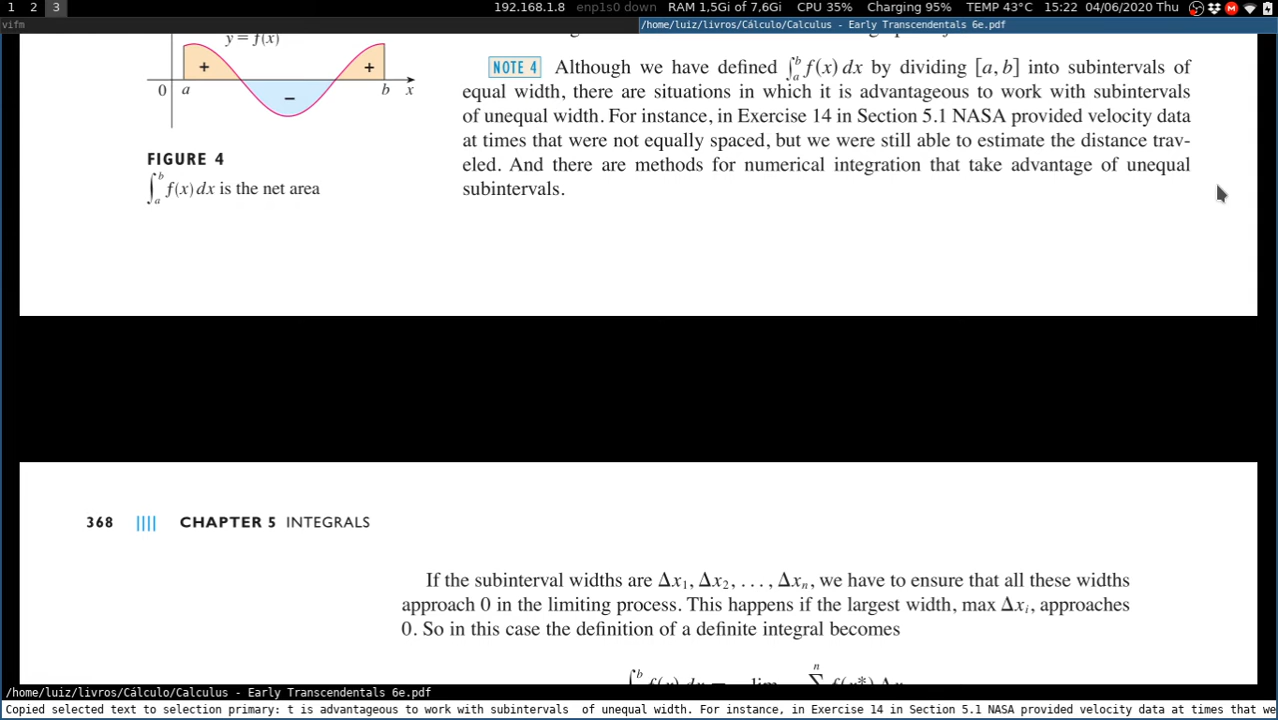 1 2 3 192.168.1.8 enp1s0 down RAM 1,5Gi of 7,6Gi CPU 35% Charging 95% TEMP 43°C 15:22 04/06/2020 Thu
vifm /home/luiz/livros/Cálculo/Calculus - Early Transcendentals 6e.pdf
y = f(x)
+ + −
0 a b x
FIGURE 4
∫_a^b f(x) dx is the net area
NOTE 4 Although we have defined ∫_a^b f(x) dx by dividing [a, b] into subintervals of
equal width, there are situations in which it is advantageous to work with subintervals
of unequal width. For instance, in Exercise 14 in Section 5.1 NASA provided velocity data
at times that were not equally spaced, but we were still able to estimate the distance trav-
eled. And there are methods for numerical integration that take advantage of unequal
subintervals.
368 |||| CHAPTER 5 INTEGRALS
If the subinterval widths are Δx₁, Δx₂, . . . , Δxₙ, we have to ensure that all these widths
approach 0 in the limiting process. This happens if the largest width, max Δxᵢ, approaches
0. So in this case the definition of a definite integral becomes
/home/luiz/livros/Cálculo/Calculus - Early Transcendentals 6e.pdf
Copied selected text to selection primary: t is advantageous to work with subintervals of unequal width. For instance, in Exercise 14 in Section 5.1 NASA provided velocity data at times that we